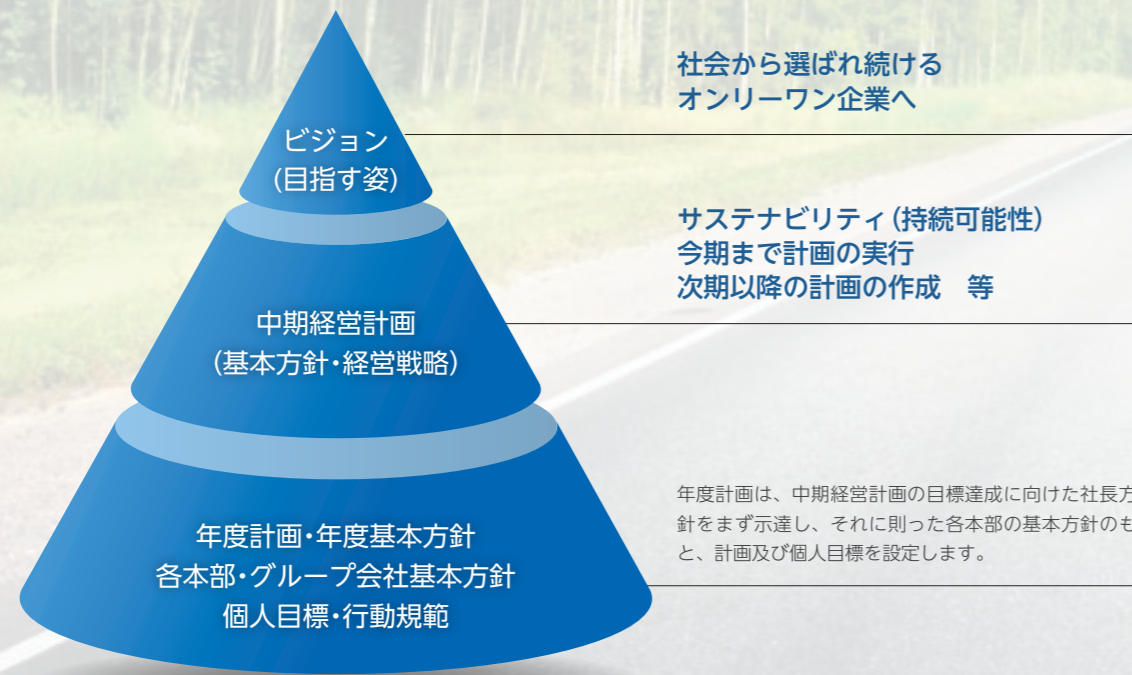 社会から選ばれ続ける
オンリーワン企業へ
ビジョン
(目指す姿)
サステナビリティ(持続可能性)
今期まで計画の実行
次期以降の計画の作成　等
中期経営計画
(基本方針・経営戦略)
年度計画は、中期経営計画の目標達成に向けた社長方
針をまず示達し、それに則った各本部の基本方針のも
と、計画及び個人目標を設定します。
年度計画・年度基本方針
各本部・グループ会社基本方針
個人目標・行動規範